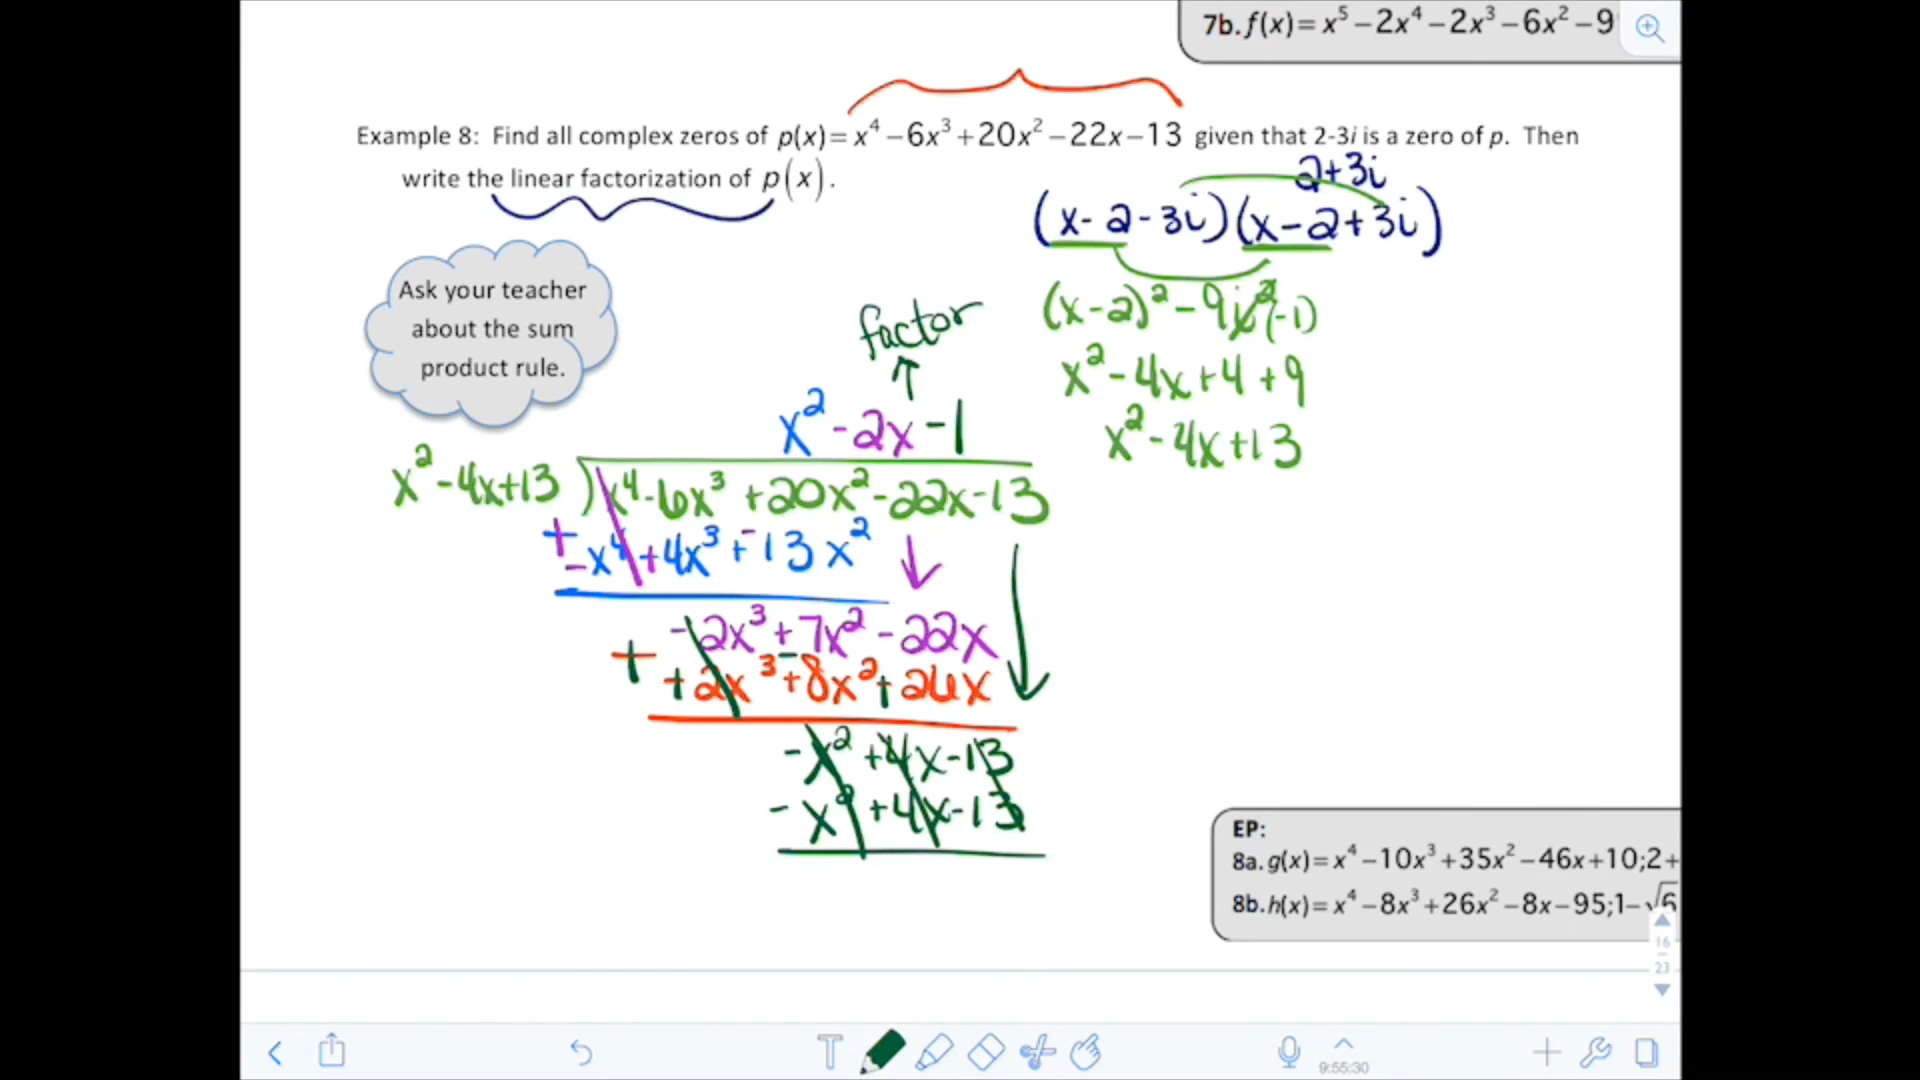 7b. f(x)= x⁵ −2x⁴ −2x³ −6x² −9
Example 8: Find all complex zeros of p(x)= x⁴ −6x³ +20x² −22x −13 given that 2-3i is a zero of p. Then
write the linear factorization of p(x).
2+3i
(x-2-3i)(x-2+3i)
Ask your teacher
about the sum
product rule.
(x-2)² - 9i²(-1)
x² - 4x + 4 + 9
x² - 4x + 13
factor
x² - 2x - 1
x² - 4x + 13 ) x⁴ - 6x³ + 20x² - 22x - 13
+ - x⁴ + 4x³ - 13x²
- 2x³ + 7x² - 22x
+ + 2x³ - 8x² + 26x
- x² + 4x - 13
- x² + 4x - 13
EP:
8a. g(x)= x⁴ −10x³ +35x² −46x+10;2+
8b. h(x)= x⁴ −8x³ +26x² −8x−95;1−√6
16
23
T
9:55:30